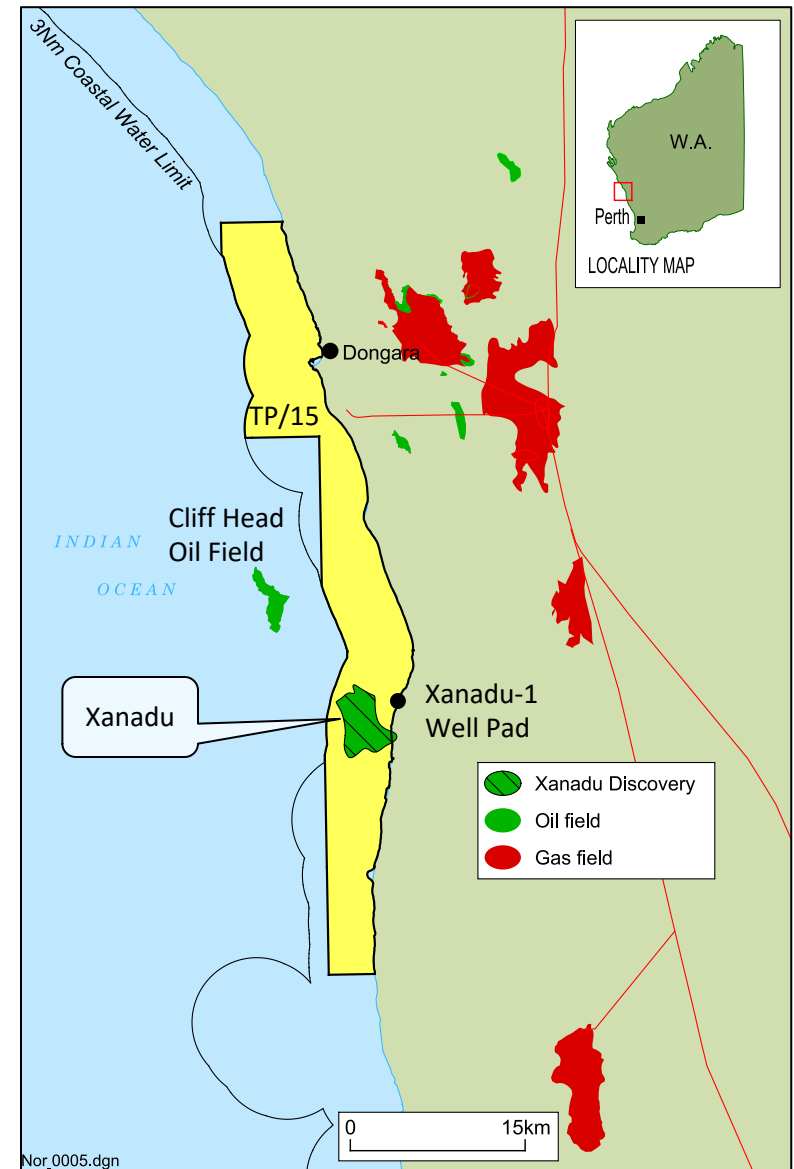 3Nm Coastal Water Limit
W.A.
Perth
LOCALITY MAP
Dongara
TP/15
Cliff Head
Oil Field
INDIAN
OCEAN
Xanadu
Xanadu-1
Well Pad
Xanadu Discovery
Oil field
Gas field
0 15km
Nor_0005.dgn